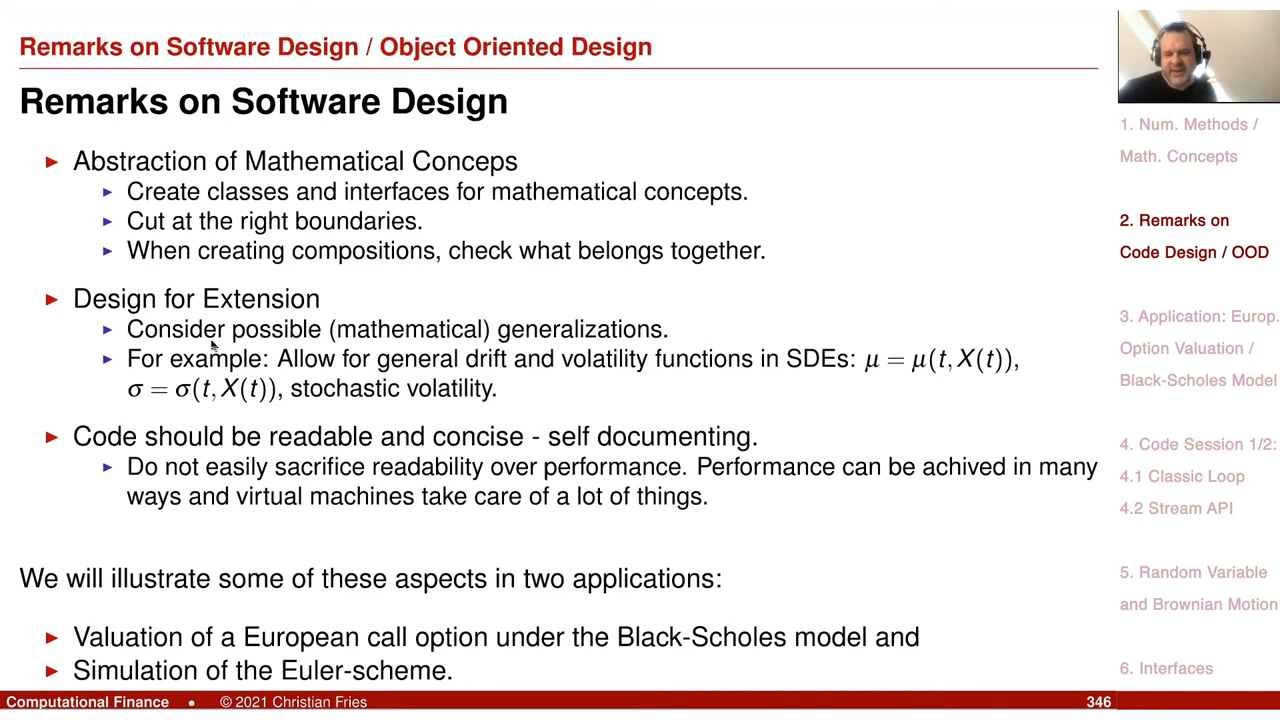 Remarks on Software Design / Object Oriented Design
Remarks on Software Design
Abstraction of Mathematical Conceps
Create classes and interfaces for mathematical concepts.
Cut at the right boundaries.
When creating compositions, check what belongs together.
Design for Extension
Consider possible (mathematical) generalizations.
For example: Allow for general drift and volatility functions in SDEs: μ = μ(t, X(t)),
σ = σ(t, X(t)), stochastic volatility.
Code should be readable and concise - self documenting.
Do not easily sacrifice readability over performance. Performance can be achived in many
ways and virtual machines take care of a lot of things.
We will illustrate some of these aspects in two applications:
Valuation of a European call option under the Black-Scholes model and
Simulation of the Euler-scheme.
1. Num. Methods /
Math. Concepts
2. Remarks on
Code Design / OOD
3. Application: Europ.
Option Valuation /
Black-Scholes Model
4. Code Session 1/2:
4.1 Classic Loop
4.2 Stream API
5. Random Variable
and Brownian Motion
6. Interfaces
Computational Finance • © 2021 Christian Fries 346